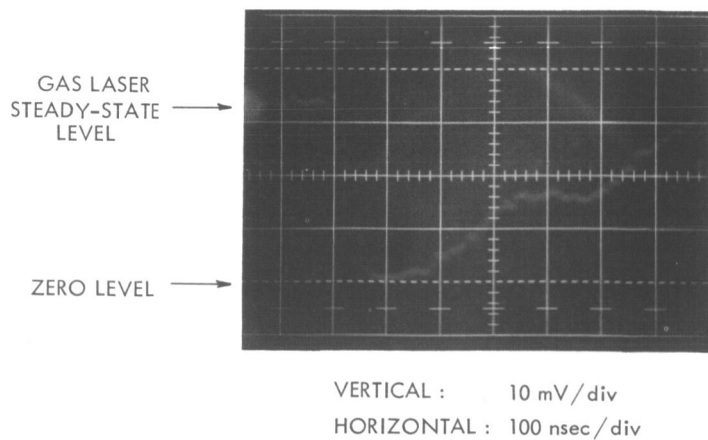 GAS LASER
STEADY-STATE
LEVEL
ZERO LEVEL
VERTICAL : 10 mV/div
HORIZONTAL : 100 nsec/div